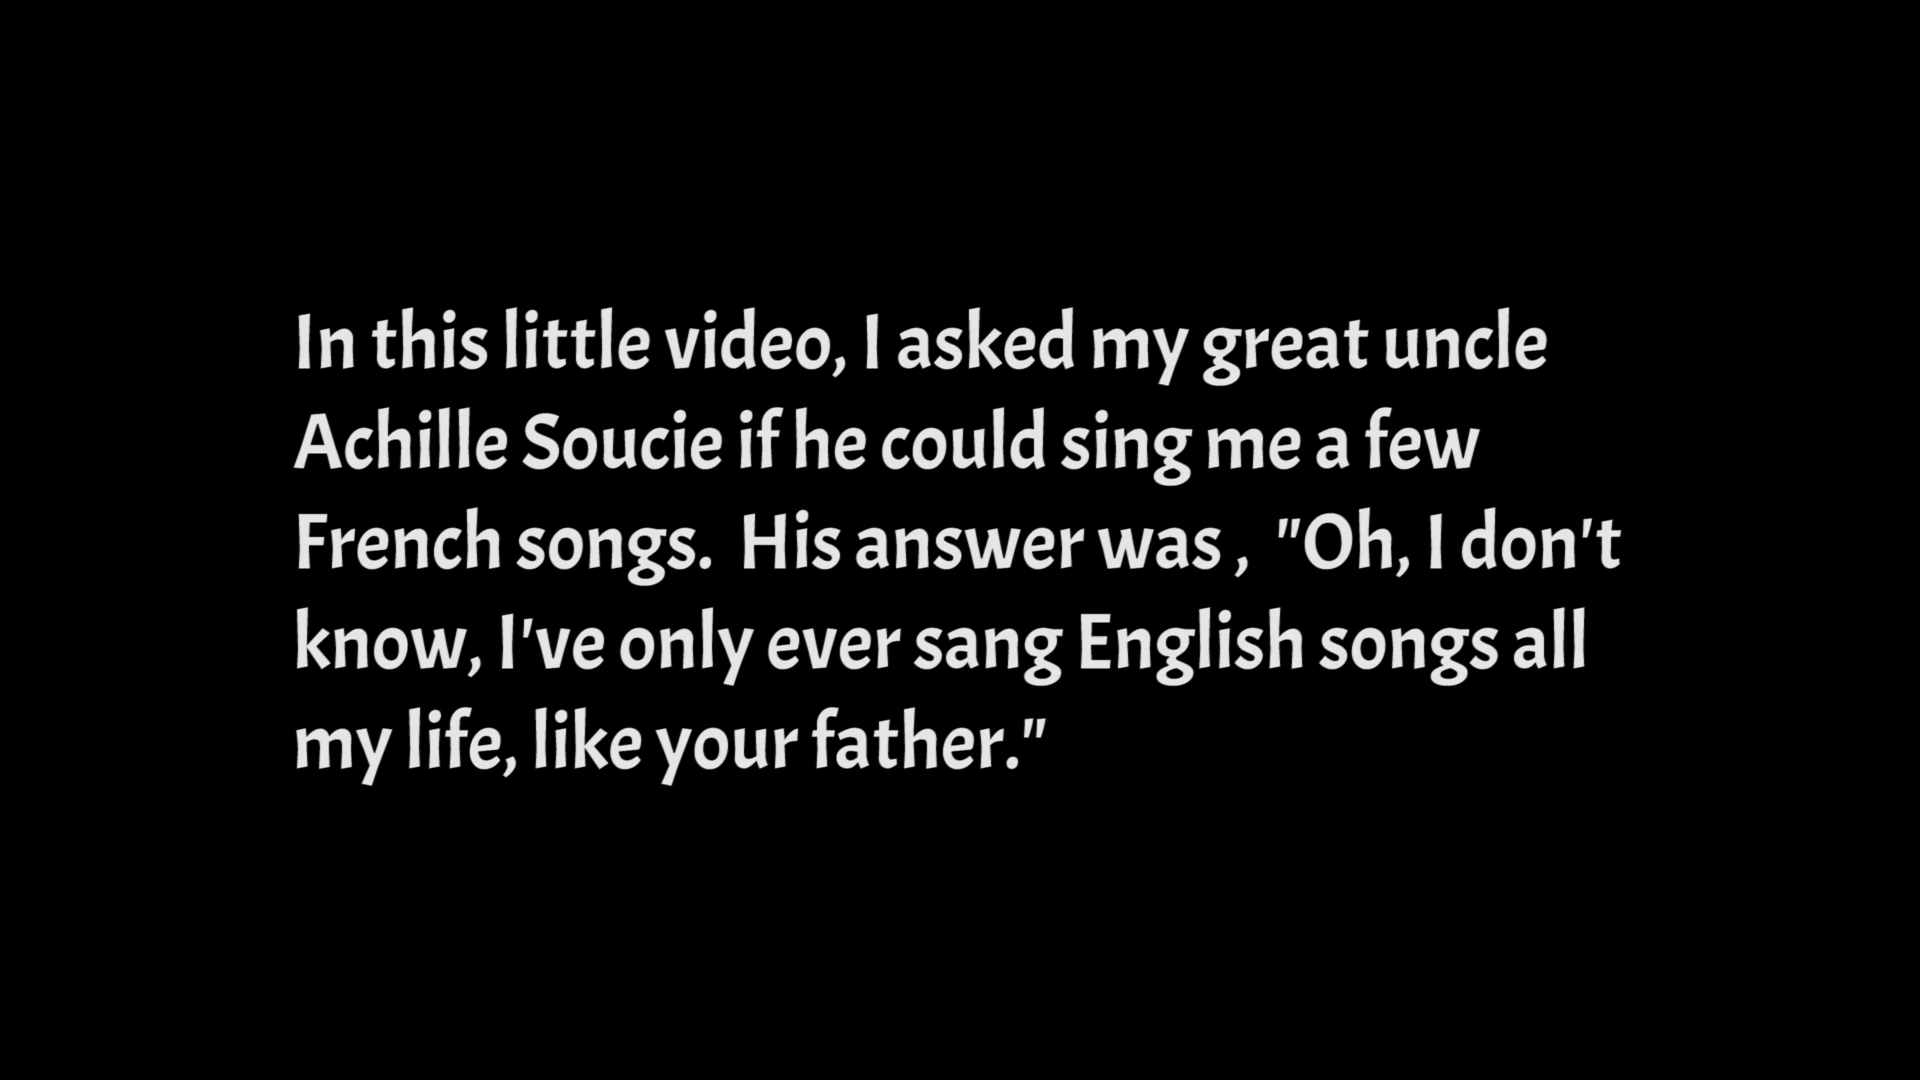 In this little video, I asked my great uncle
Achille Soucie if he could sing me a few
French songs.  His answer was ,  "Oh, I don't
know, I've only ever sang English songs all
my life, like your father."